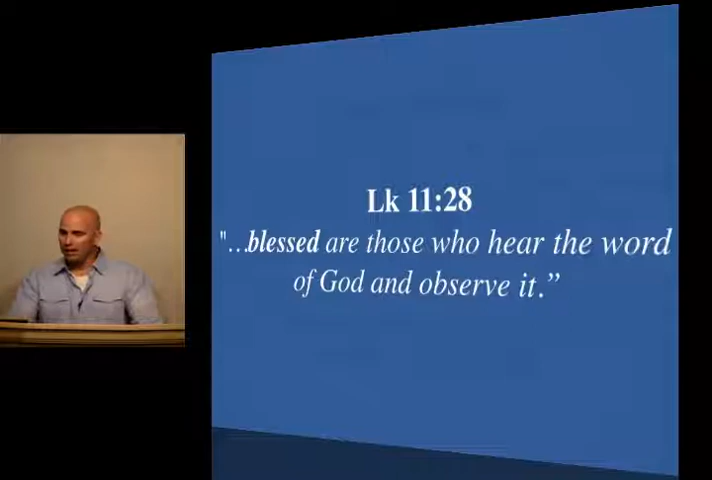 Lk 11:28
"...blessed are those who hear the word
of God and observe it.”